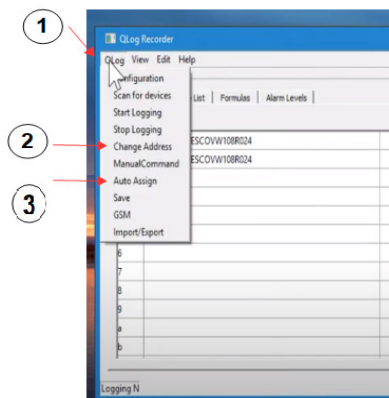 1
QLog Recorder
QLog View Edit Help
Configuration
Scan for devices
List Formulas Alarm Levels
Start Logging
Stop Logging
2
Change Address
ESCOVW108R024
ManualCommand
ESCOVW108R024
3
Auto Assign
Save
GSM
Import/Export
6
7
8
9
a
b
Logging N